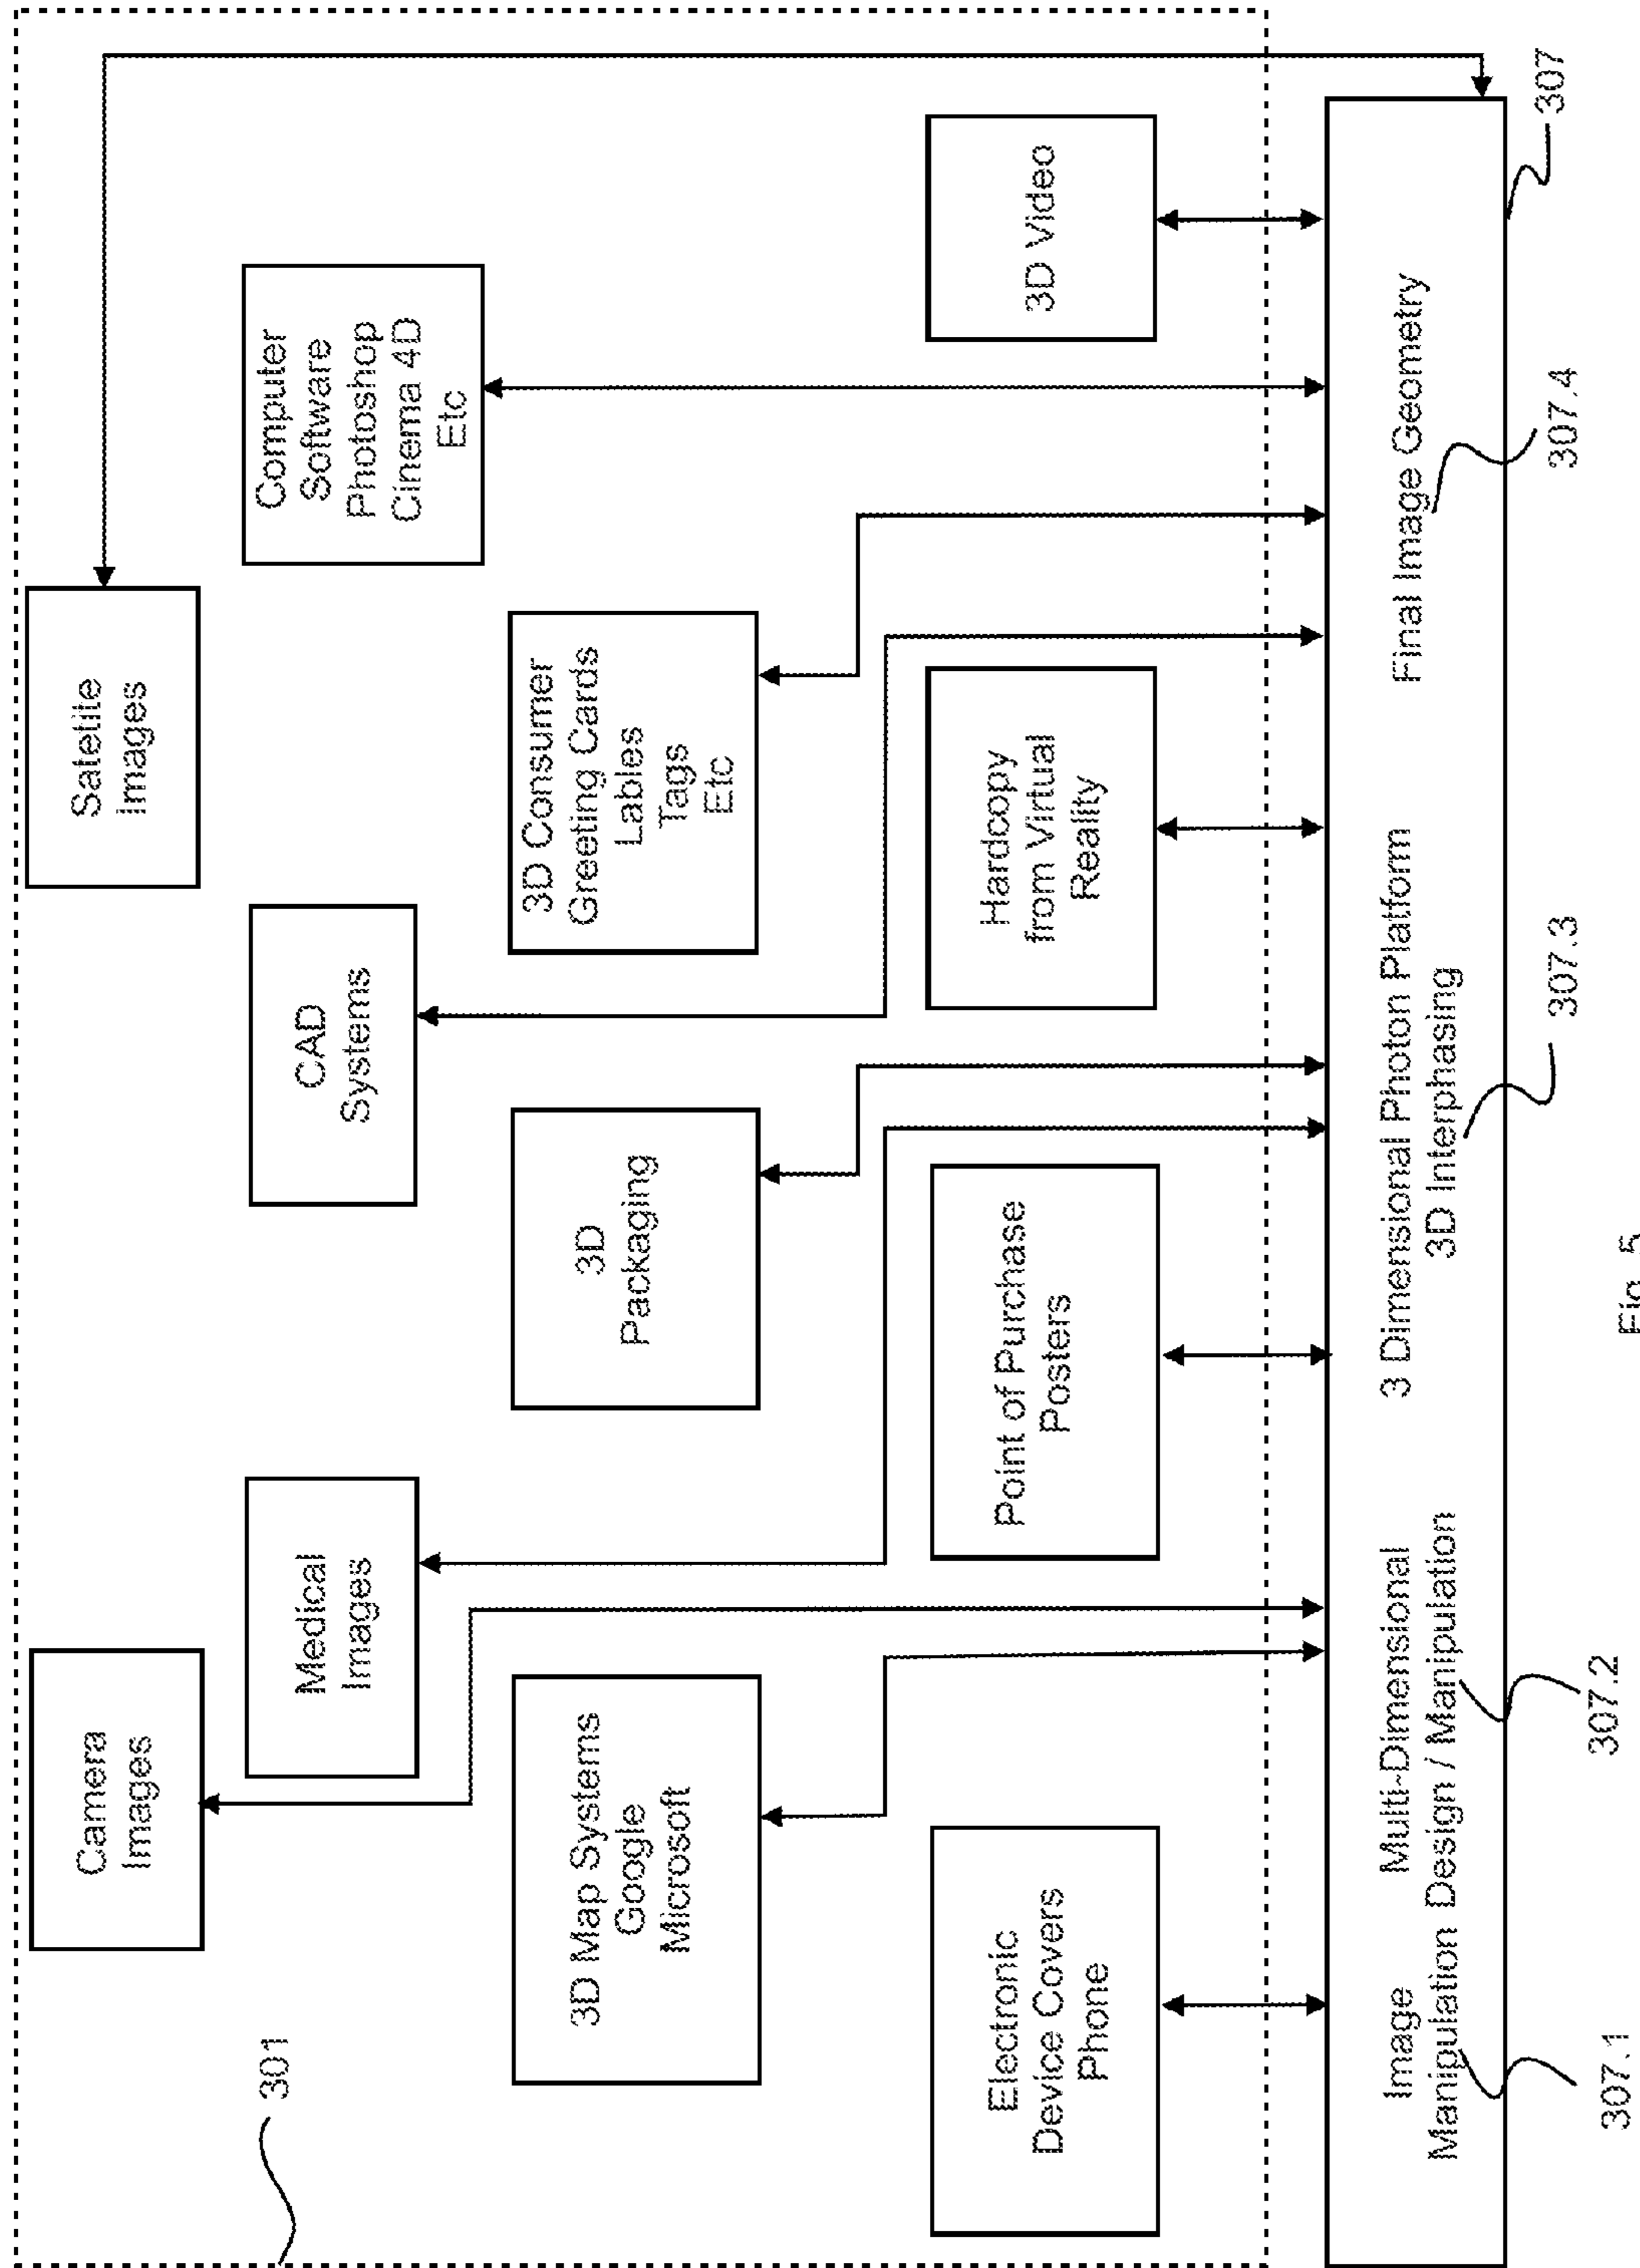 301
Camera
Images
Satelite
Images
Medical
Images
CAD
Systems
Computer
Software
Photoshop
Cinema 4D
Etc
3D Map Systems
Google
Microsoft
3D
Packaging
3D Consumer
Greeting Cards
Lables
Tags
Etc
Electronic
Device Covers
Phone
Point of Purchase
Posters
Hardcopy
from Virtual
Reality
3D Video
Image
Manipulation
Multi-Dimensional
Design / Manipulation
3 Dimensional Photon Platform
3D Interphasing
Final Image Geometry
307.1
307.2
307.3
307.4
307
Fig. 5